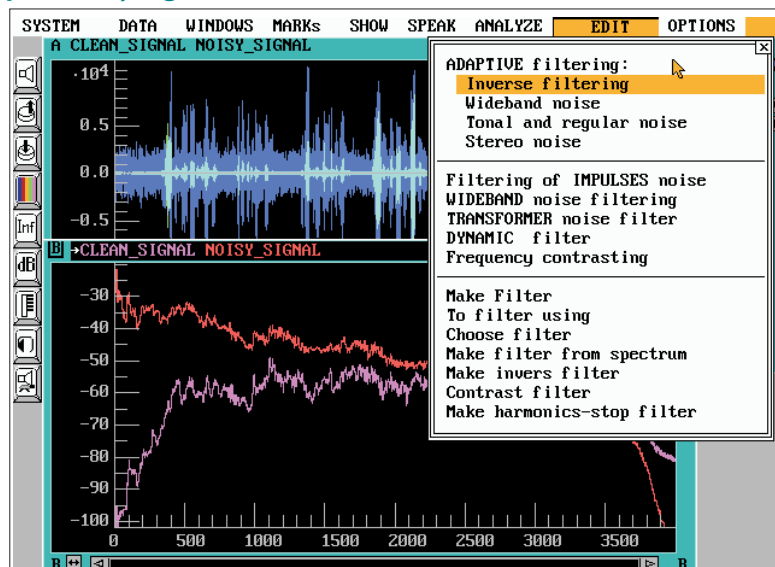 SYSTEM DATA WINDOWS MARKs SHOW SPEAK ANALYZE EDIT OPTIONS
A CLEAN_SIGNAL NOISY_SIGNAL
·10⁴
0.5
0.0
-0.5
Inf
dB
B →CLEAN_SIGNAL NOISY_SIGNAL
-30
-40
-50
-60
-70
-80
-90
-100
0 500 1000 1500 2000 2500 3000 3500
B B
ADAPTIVE filtering:
Inverse filtering
Wideband noise
Tonal and regular noise
Stereo noise
Filtering of IMPULSES noise
WIDEBAND noise filtering
TRANSFORMER noise filter
DYNAMIC filter
Frequency contrasting
Make Filter
To filter using
Choose filter
Make filter from spectrum
Make invers filter
Contrast filter
Make harmonics-stop filter